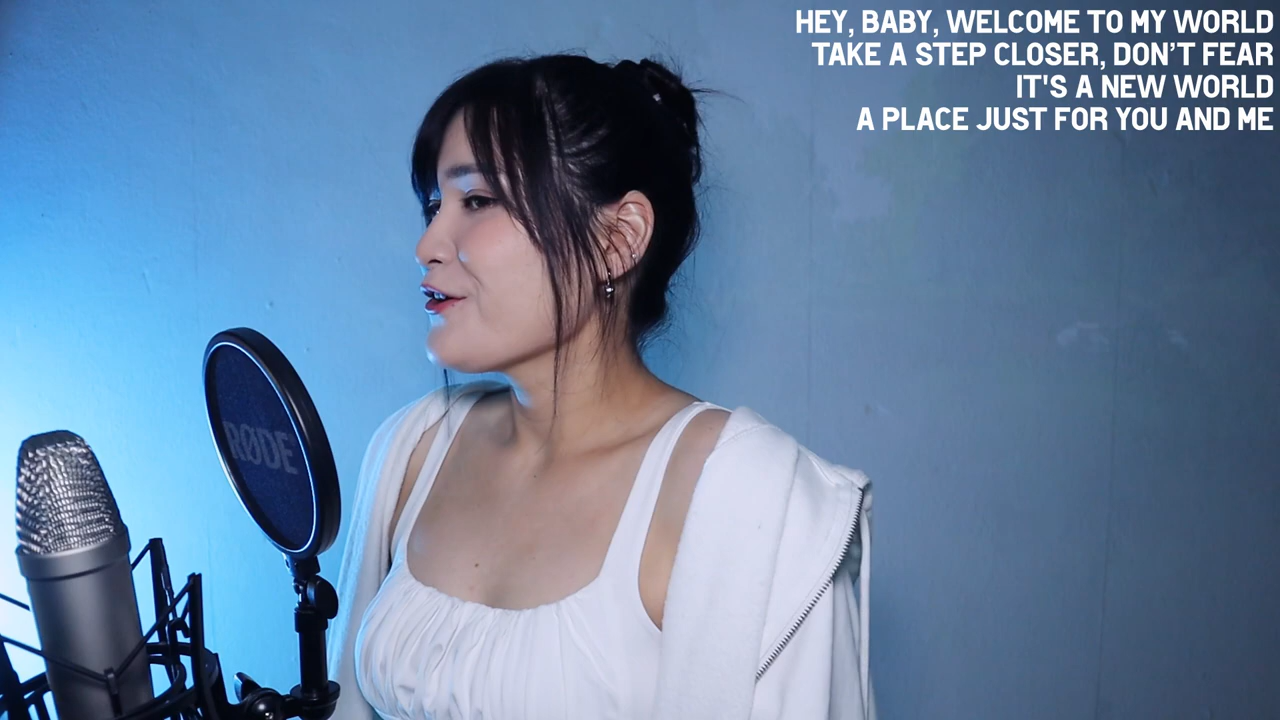 HEY, BABY, WELCOME TO MY WORLD
TAKE A STEP CLOSER, DON’T FEAR
IT'S A NEW WORLD
A PLACE JUST FOR YOU AND ME
RØDE